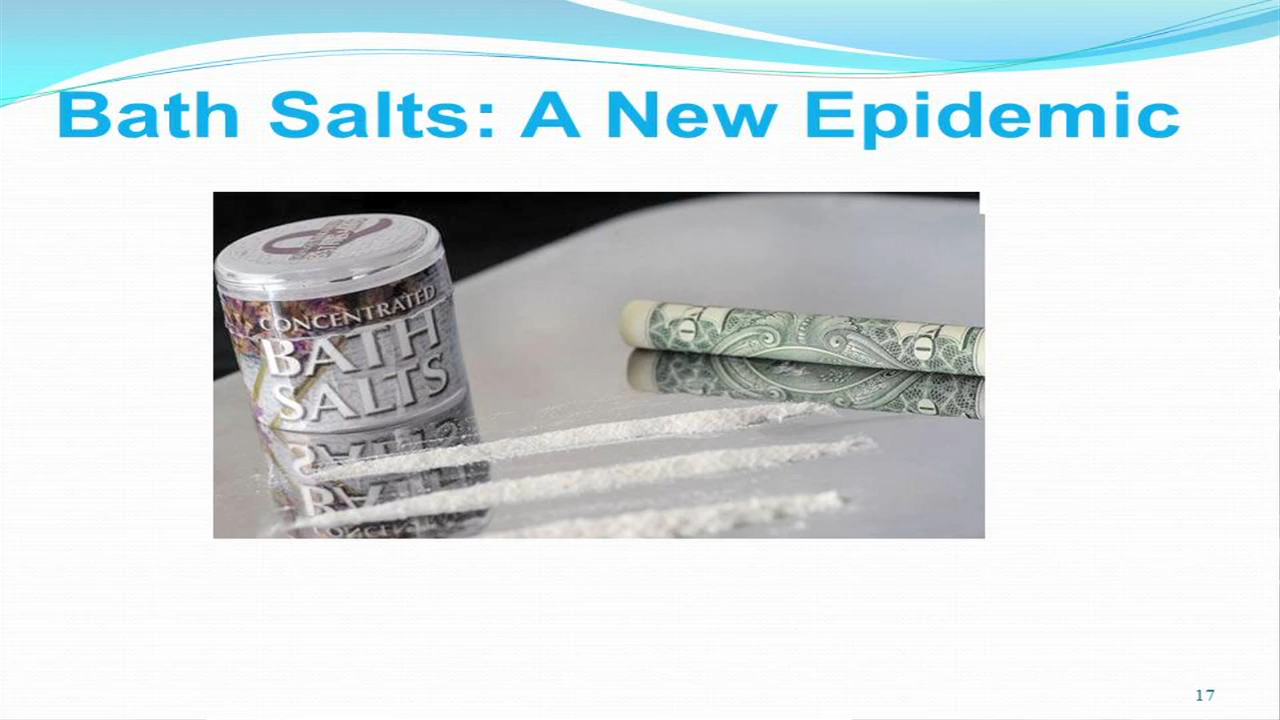 Bath Salts: A New Epidemic
CONCENTRATED
BATH
SALTS
17